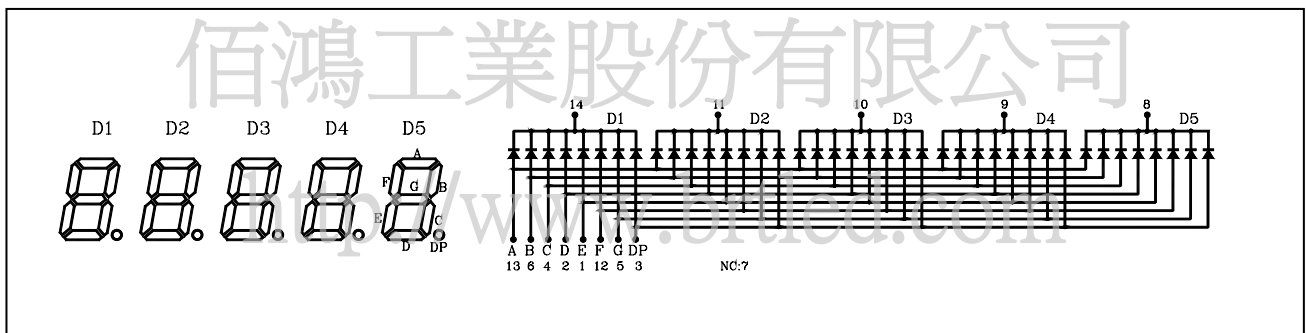 佰鴻工業股份有限公司
14 11 10 9 8
D1 D2 D3 D4 D5
D1 D2 D3 D4 D5
A
F G B
E C
D DP
http://www.brtled.com
A B C D E F G DP
13 6 4 2 1 12 5 3 NC:7